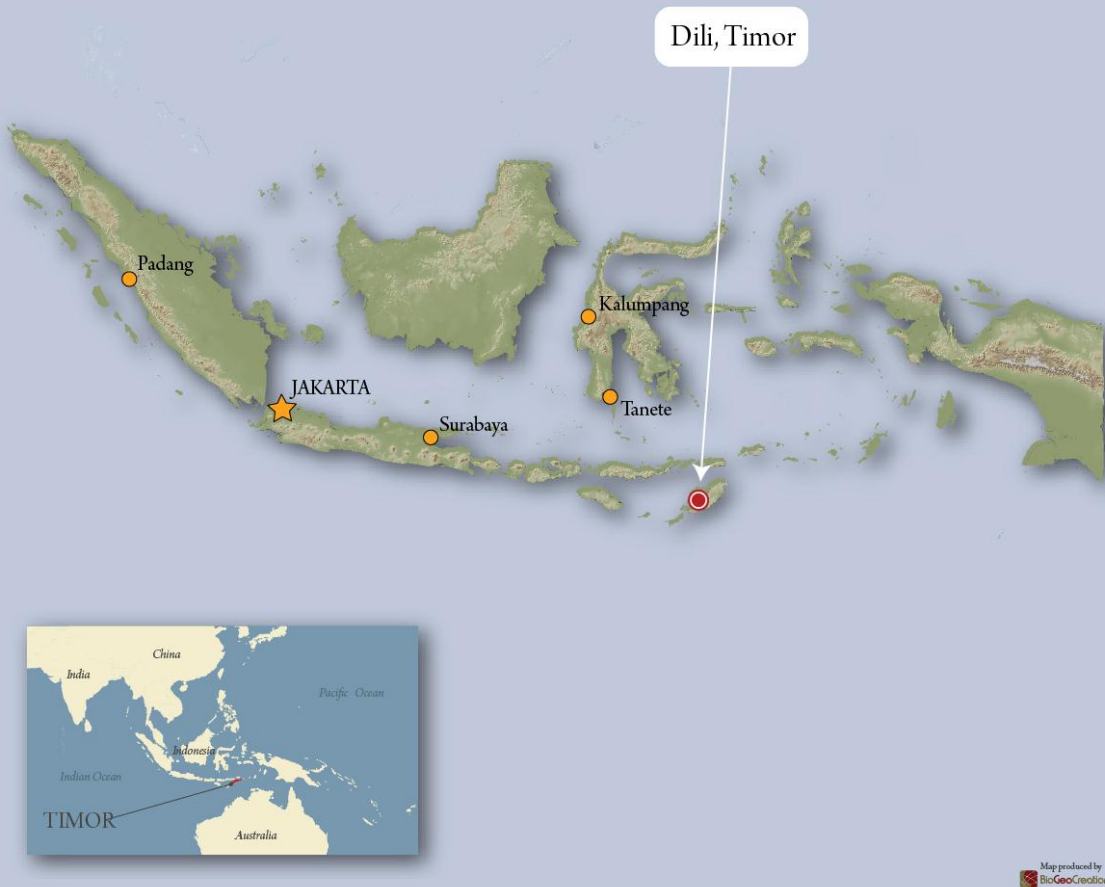 Dili, Timor
Padang
Kalumpang
JAKARTA
Tanete
Surabaya
China
India
Pacific Ocean
Indonesia
Indian Ocean
TIMOR
Australia
Map produced by
BioGeoCreations